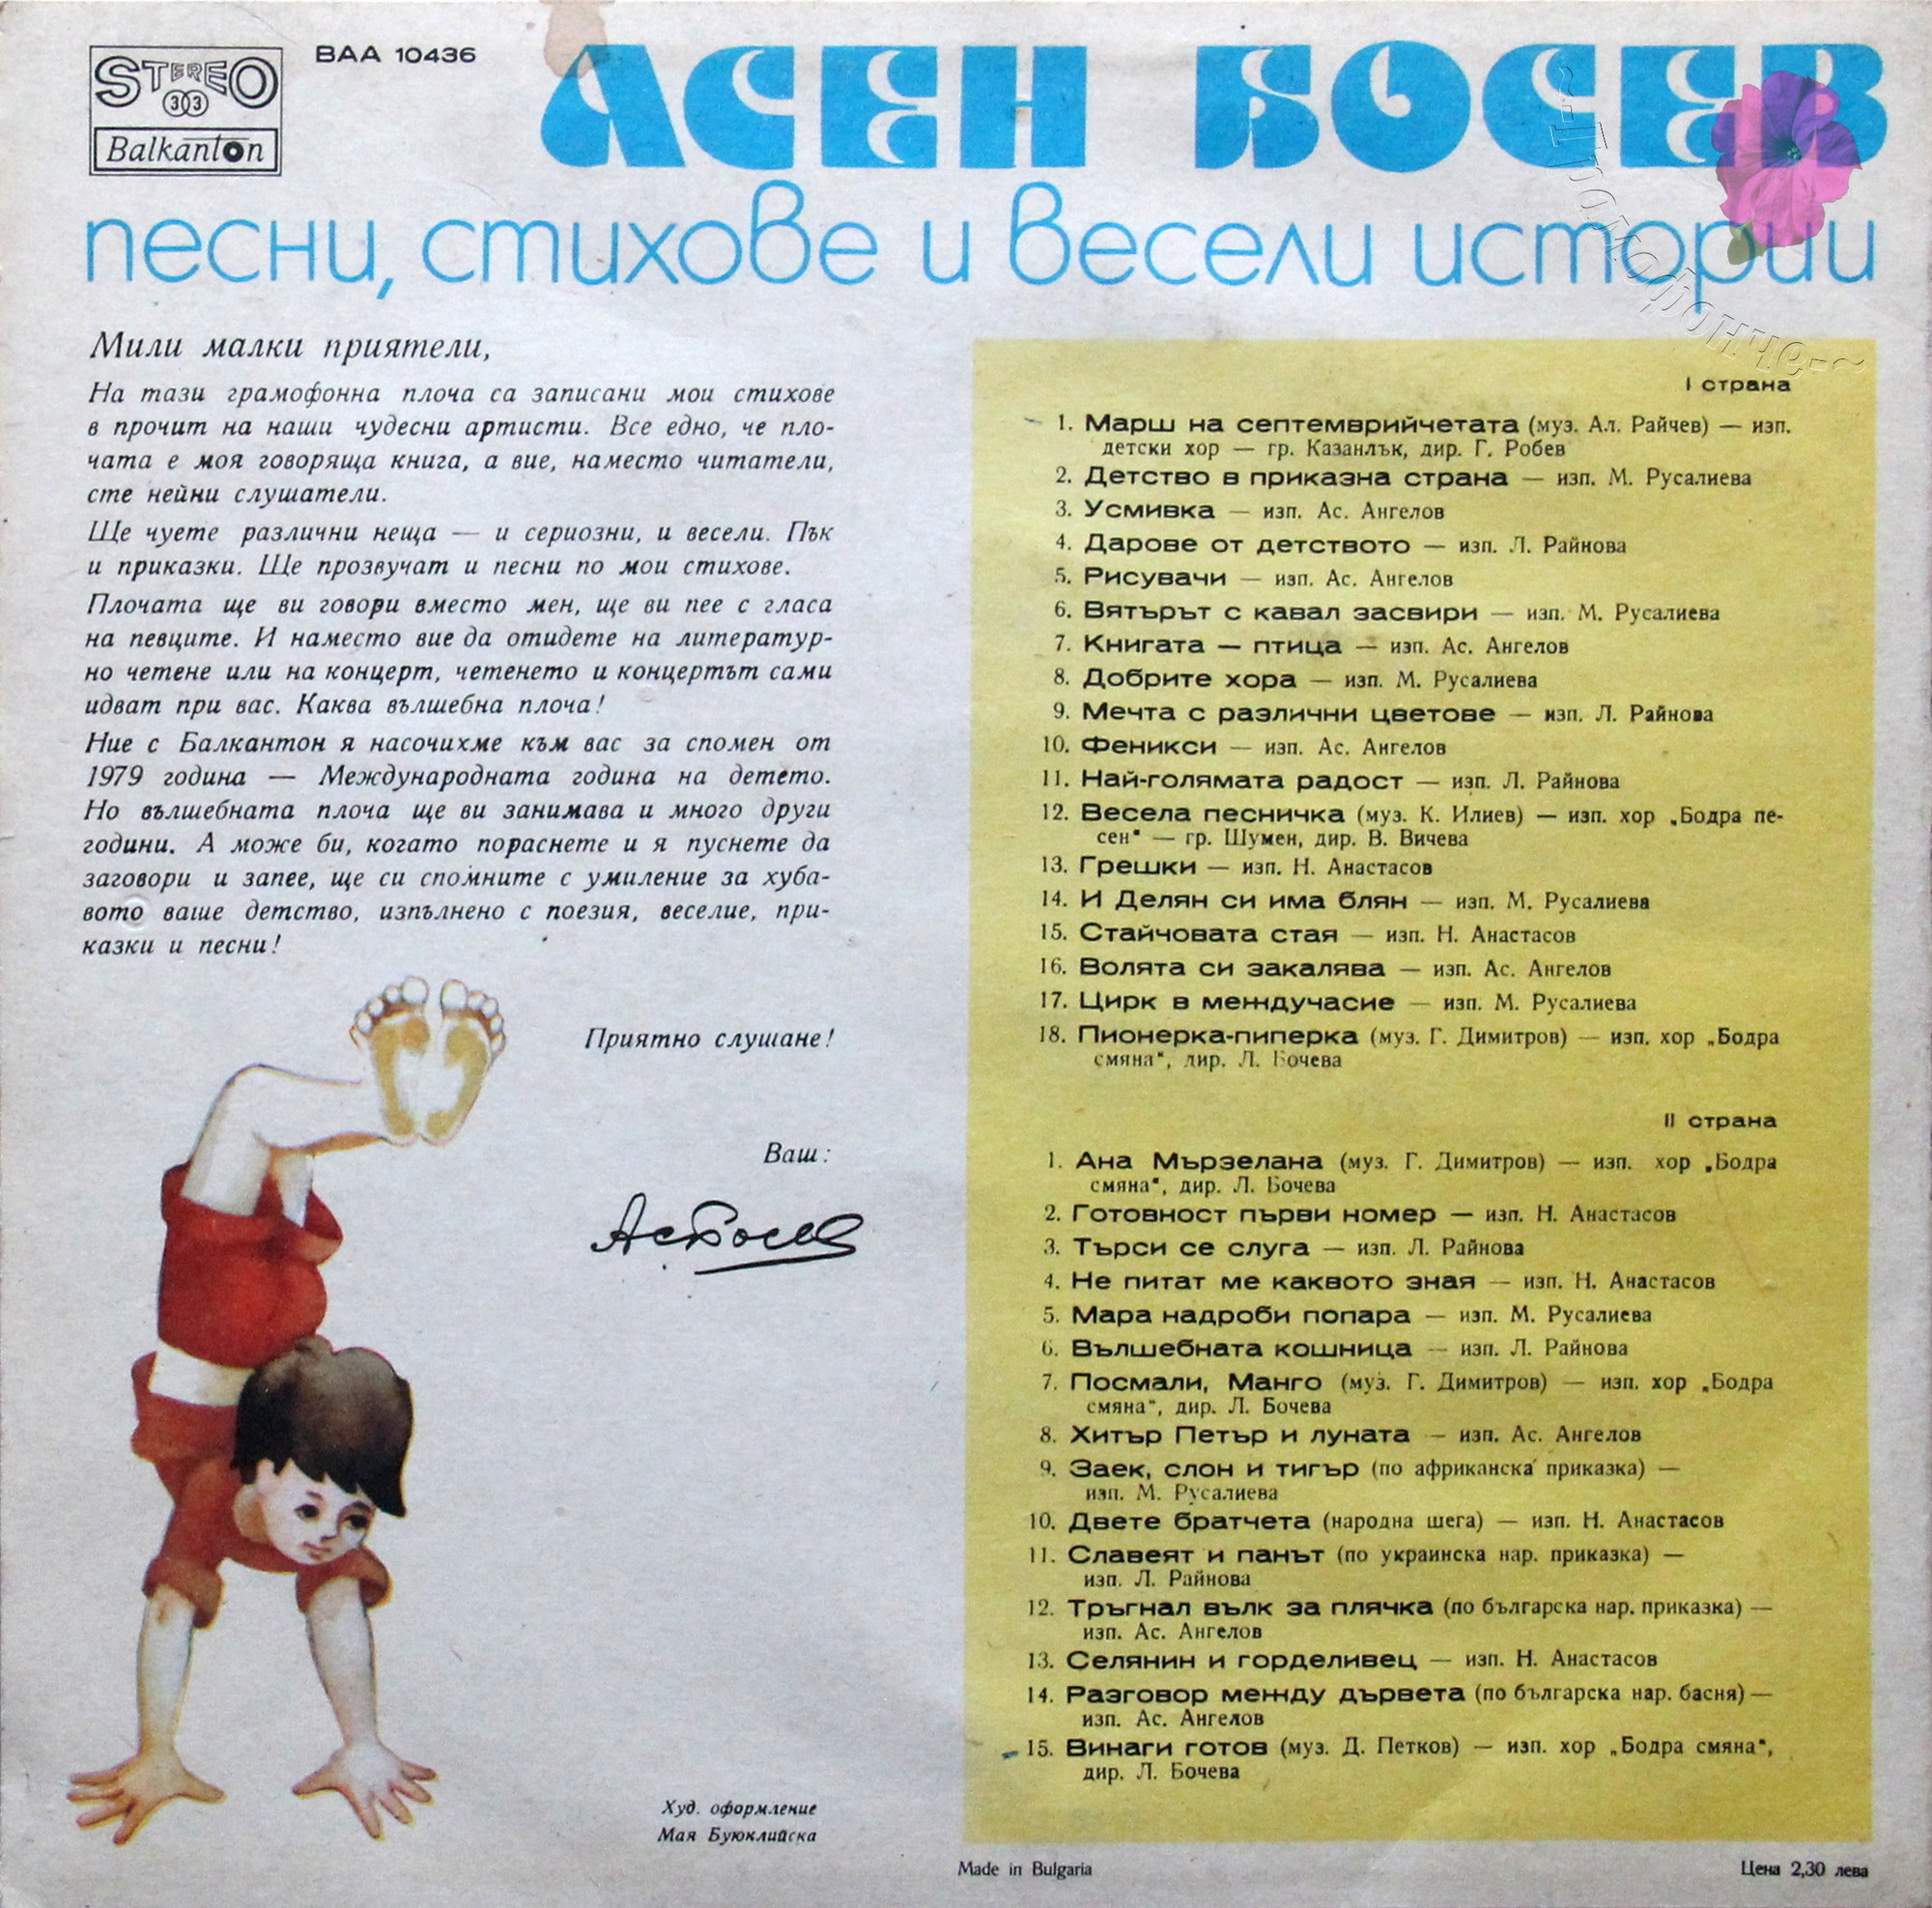 STEREO
33
Balkanton
ВАА 10436
АСЕН БОСЕВ
песни, стихове и весели истории
~-Грамофонче-~
Мили малки приятели,
На тази грамофонна плоча са записани мои стихове
в прочит на наши чудесни артисти. Все едно, че пло-
чата е моя говоряща книга, а вие, наместо читатели,
сте нейни слушатели.
Ще чуете различни неща — и сериозни, и весели. Пък
и приказки. Ще прозвучат и песни по мои стихове.
Плочата ще ви говори вместо мен, ще ви пее с гласа
на певците. И наместо вие да отидете на литератур-
но четене или на концерт, четенето и концертът сами
идват при вас. Каква вълшебна плоча!
Ние с Балкантон я насочихме към вас за спомен от
1979 година — Международната година на детето.
Но вълшебната плоча ще ви занимава и много други
години. А може би, когато пораснете и я пуснете да
заговори и запее, ще си спомните с умиление за хуба-
вото ваше детство, изпълнено с поезия, веселие, при-
казки и песни!
Приятно слушане!
Ваш:
Ас. Босев
Худ. оформление
Мая Буюклийска
I страна
1. Марш на септемврийчетата (муз. Ал. Райчев) — изп.
детски хор — гр. Казанлък, дир. Г. Робев
2. Детство в приказна страна — изп. М. Русалиева
3. Усмивка — изп. Ас. Ангелов
4. Дарове от детството — изп. Л. Райнова
5. Рисувачи — изп. Ас. Ангелов
6. Вятърът с кавал засвири — изп. М. Русалиева
7. Книгата — птица — изп. Ас. Ангелов
8. Добрите хора — изп. М. Русалиева
9. Мечта с различни цветове — изп. Л. Райнова
10. Феникси — изп. Ас. Ангелов
11. Най-голямата радост — изп. Л. Райнова
12. Весела песничка (муз. К. Илиев) — изп. хор „Бодра пе-
сен“ — гр. Шумен, дир. В. Вичева
13. Грешки — изп. Н. Анастасов
14. И Делян си има блян — изп. М. Русалиева
15. Стайчовата стая — изп. Н. Анастасов
16. Волята си закалява — изп. Ас. Ангелов
17. Цирк в междучасие — изп. М. Русалиева
18. Пионерка-пиперка (муз. Г. Димитров) — изп. хор „Бодра
смяна“, дир. Л. Бочева
II страна
1. Ана Мързелана (муз. Г. Димитров) — изп. хор „Бодра
смяна“, дир. Л. Бочева
2. Готовност първи номер — изп. Н. Анастасов
3. Търси се слуга — изп. Л. Райнова
4. Не питат ме каквото зная — изп. Н. Анастасов
5. Мара надроби попара — изп. М. Русалиева
6. Вълшебната кошница — изп. Л. Райнова
7. Посмали, Манго (муз. Г. Димитров) — изп. хор „Бодра
смяна“, дир. Л. Бочева
8. Хитър Петър и луната — изп. Ас. Ангелов
9. Заек, слон и тигър (по африканска приказка) —
изп. М. Русалиева
10. Двете братчета (народна шега) — изп. Н. Анастасов
11. Славеят и панът (по украинска нар. приказка) —
изп. Л. Райнова
12. Тръгнал вълк за плячка (по българска нар. приказка) —
изп. Ас. Ангелов
13. Селянин и горделивец — изп. Н. Анастасов
14. Разговор между дървета (по българска нар. басня) —
изп. Ас. Ангелов
15. Винаги готов (муз. Д. Петков) — изп. хор „Бодра смяна“,
дир. Л. Бочева
Made in Bulgaria
Цена 2,30 лева